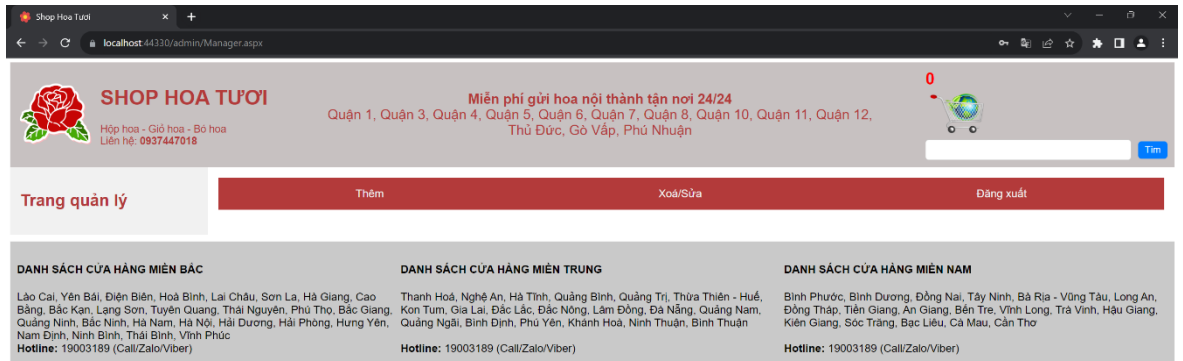 Shop Hoa Tươi
localhost:44330/admin/Manager.aspx
SHOP HOA TƯƠI
Hộp hoa - Giỏ hoa - Bó hoa
Liên hệ: 0937447018
Miễn phí gửi hoa nội thành tận nơi 24/24
Quận 1, Quận 3, Quận 4, Quận 5, Quận 6, Quận 7, Quận 8, Quận 10, Quận 11, Quận 12,
Thủ Đức, Gò Vấp, Phú Nhuận
0
Tìm
Trang quản lý
Thêm
Xoá/Sửa
Đăng xuất
DANH SÁCH CỬA HÀNG MIỀN BẮC
Lào Cai, Yên Bái, Điện Biên, Hoà Bình, Lai Châu, Sơn La, Hà Giang, Cao
Bằng, Bắc Kạn, Lạng Sơn, Tuyên Quang, Thái Nguyên, Phú Thọ, Bắc Giang,
Quảng Ninh, Bắc Ninh, Hà Nam, Hà Nội, Hải Dương, Hải Phòng, Hưng Yên,
Nam Định, Ninh Bình, Thái Bình, Vĩnh Phúc
Hotline: 19003189 (Call/Zalo/Viber)
DANH SÁCH CỬA HÀNG MIỀN TRUNG
Thanh Hoá, Nghệ An, Hà Tĩnh, Quảng Bình, Quảng Trị, Thừa Thiên - Huế,
Kon Tum, Gia Lai, Đắc Lắc, Đắc Nông, Lâm Đồng, Đà Nẵng, Quảng Nam,
Quảng Ngãi, Bình Định, Phú Yên, Khánh Hoà, Ninh Thuận, Bình Thuận
Hotline: 19003189 (Call/Zalo/Viber)
DANH SÁCH CỬA HÀNG MIỀN NAM
Bình Phước, Bình Dương, Đồng Nai, Tây Ninh, Bà Rịa - Vũng Tàu, Long An,
Đồng Tháp, Tiền Giang, An Giang, Bến Tre, Vĩnh Long, Trà Vinh, Hậu Giang,
Kiên Giang, Sóc Trăng, Bạc Liêu, Cà Mau, Cần Thơ
Hotline: 19003189 (Call/Zalo/Viber)